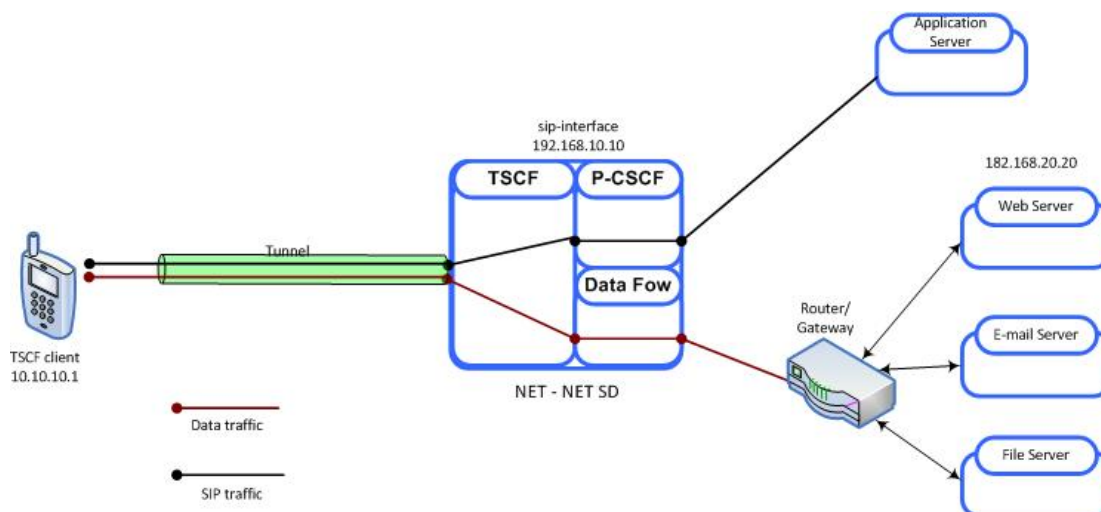 Application
Server
sip-interface
192.168.10.10
TSCF
P-CSCF
182.168.20.20
Web Server
Tunnel
Data Fow
Router/
Gateway
E-mail Server
TSCF client
10.10.10.1
NET - NET SD
Data traffic
File Server
SIP traffic